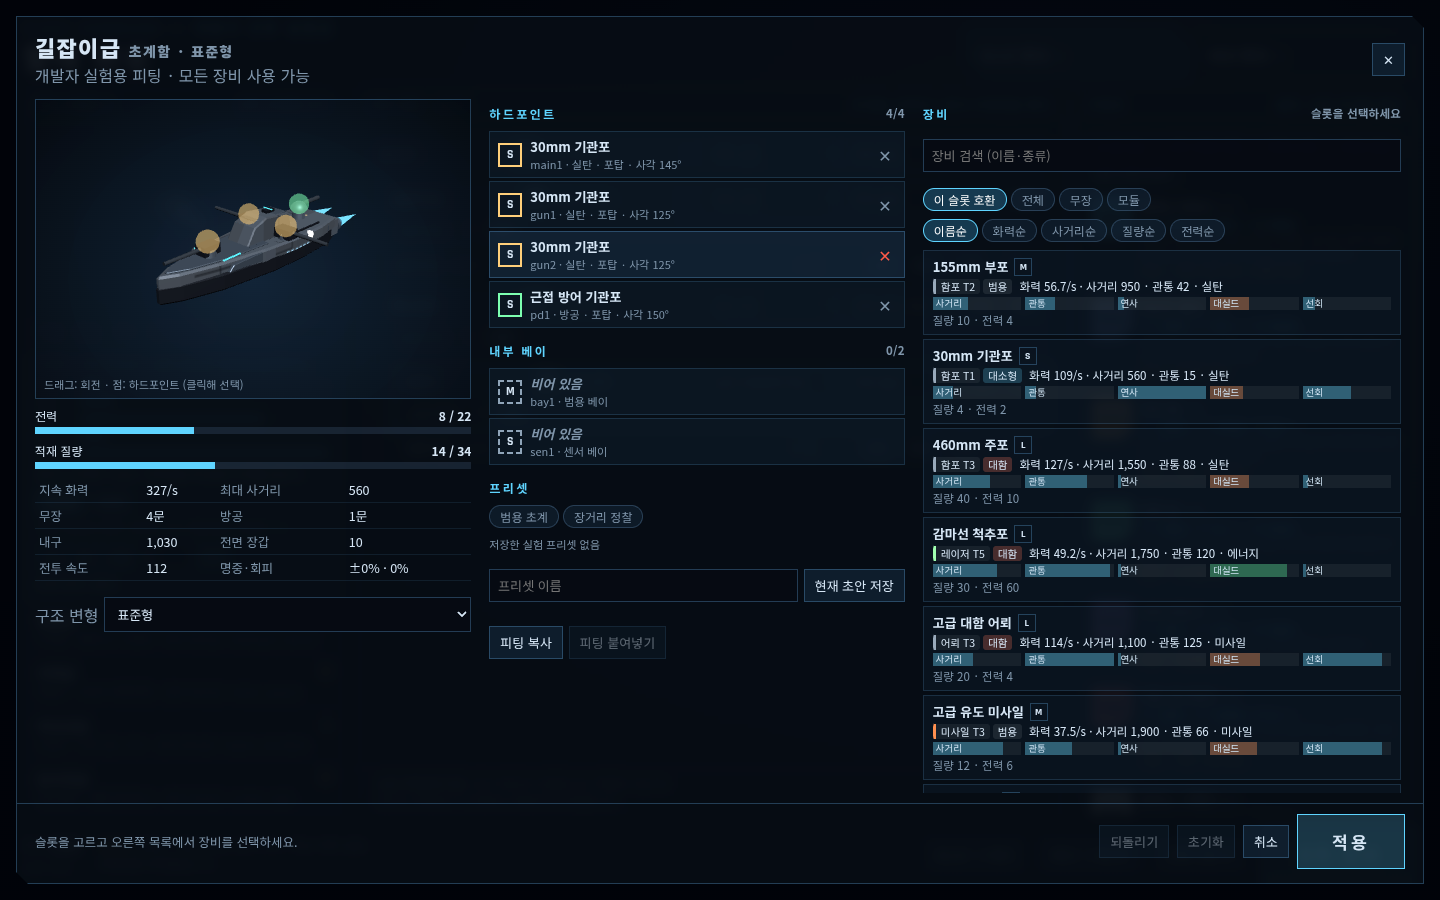 길잡이급 초계함 · 표준형
개발자 실험용 피팅 · 모든 장비 사용 가능
✕
드래그: 회전 · 점: 하드포인트 (클릭해 선택)
전력 8 / 22
적재 질량 14 / 34
지속 화력 327/s 최대 사거리 560
무장 4문 방공 1문
내구 1,030 전면 장갑 10
전투 속도 112 명중·회피 ±0% · 0%
구조 변형 표준형
하드포인트 4/4
S 30mm 기관포 ✕
main1 · 실탄 · 포탑 · 사각 145°
S 30mm 기관포 ✕
gun1 · 실탄 · 포탑 · 사각 125°
S 30mm 기관포 ✕
gun2 · 실탄 · 포탑 · 사각 125°
S 근접 방어 기관포 ✕
pd1 · 방공 · 포탑 · 사각 150°
내부 베이 0/2
M 비어 있음
bay1 · 범용 베이
S 비어 있음
sen1 · 센서 베이
프리셋
범용 초계 장거리 정찰
저장한 실험 프리셋 없음
프리셋 이름 현재 초안 저장
피팅 복사 피팅 붙여넣기
장비 슬롯을 선택하세요
장비 검색 (이름·종류)
이 슬롯 호환 전체 무장 모듈
이름순 화력순 사거리순 질량순 전력순
155mm 부포 M
함포 T2 범용 화력 56.7/s · 사거리 950 · 관통 42 · 실탄
사거리 관통 연사 대실드 선회
질량 10 · 전력 4
30mm 기관포 S
함포 T1 대소형 화력 109/s · 사거리 560 · 관통 15 · 실탄
사거리 관통 연사 대실드 선회
질량 4 · 전력 2
460mm 주포 L
함포 T3 대함 화력 127/s · 사거리 1,550 · 관통 88 · 실탄
사거리 관통 연사 대실드 선회
질량 40 · 전력 10
감마선 척추포 L
레이저 T5 대함 화력 49.2/s · 사거리 1,750 · 관통 120 · 에너지
사거리 관통 연사 대실드 선회
질량 30 · 전력 60
고급 대함 어뢰 L
어뢰 T3 대함 화력 114/s · 사거리 1,100 · 관통 125 · 미사일
사거리 관통 연사 대실드 선회
질량 20 · 전력 4
고급 유도 미사일 M
미사일 T3 범용 화력 37.5/s · 사거리 1,900 · 관통 66 · 미사일
사거리 관통 연사 대실드 선회
질량 12 · 전력 6
슬롯을 고르고 오른쪽 목록에서 장비를 선택하세요.
되돌리기 초기화 취소 적용